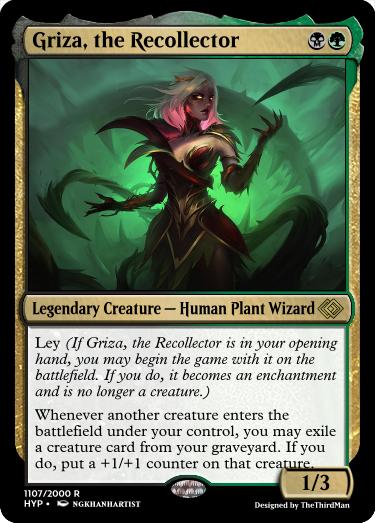 Griza, the Recollector
Legendary Creature — Human Plant Wizard
Ley (If Griza, the Recollector is in your opening
hand, you may begin the game with it on the
battlefield. If you do, it becomes an enchantment
and is no longer a creature.)
Whenever another creature enters the
battlefield under your control, you may exile
a creature card from your graveyard. If you
do, put a +1/+1 counter on that creature.
1/3
1107/2000 R
HYP • NGKHANHARTIST
Designed by TheThirdMan